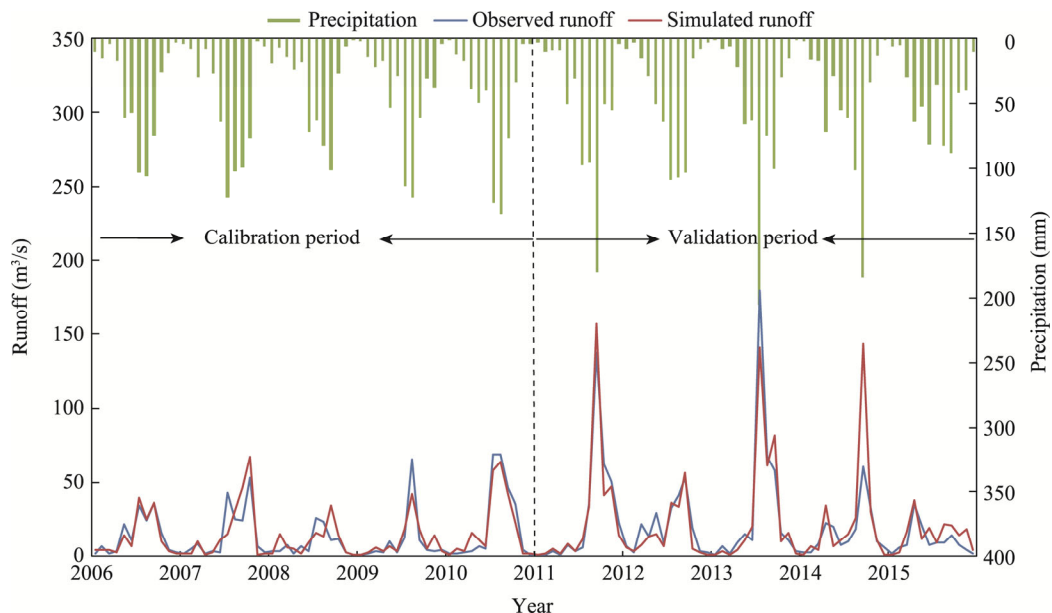 Precipitation Observed runoff Simulated runoff
350 0
300 50
250 100
200 150
150 200
100 250
50 300
0 350
400
Calibration period Validation period
Runoff (m³/s)
Precipitation (mm)
2006 2007 2008 2009 2010 2011 2012 2013 2014 2015
Year